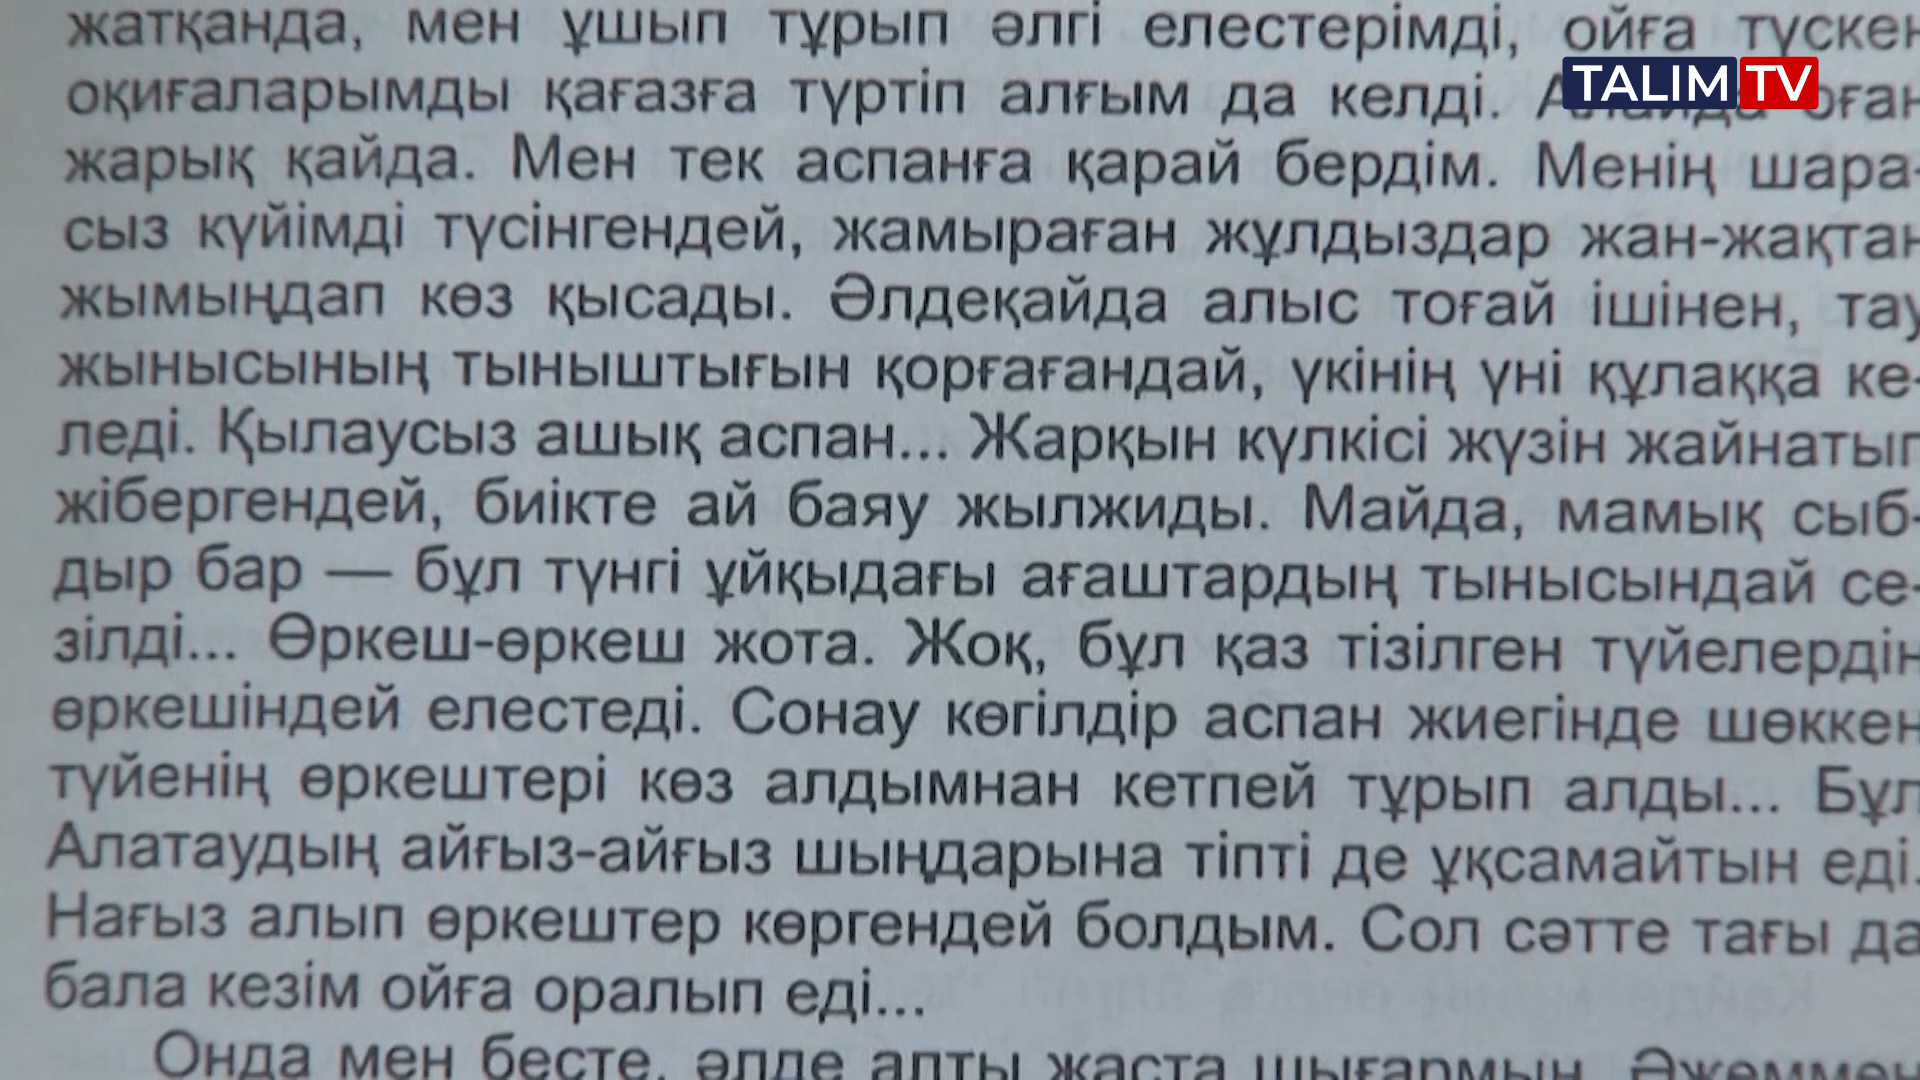 жатқанда, мен ұшып тұрып әлгі елестерімді, ойға түскен
оқиғаларымды қағазға түртіп алғым да келді.
TALIM TV
жарық қайда. Мен тек аспанға қарай бердім. Менің шара-
сыз күйімді түсінгендей, жамыраған жұлдыздар жан-жақтан
жымыңдап көз қысады. Әлдеқайда алыс тоғай ішінен, тау
жынысының тыныштығын қорғағандай, үкінің үні құлаққа ке-
леді. Қылаусыз ашық аспан... Жарқын күлкісі жүзін жайнатып
жібергендей, биікте ай баяу жылжиды. Майда, мамық сыб-
дыр бар — бұл түнгі ұйқыдағы ағаштардың тынысындай се-
зілді... Өркеш-өркеш жота. Жоқ, бұл қаз тізілген түйелердің
өркешіндей елестеді. Сонау көгілдір аспан жиегінде шөккен
түйенің өркештері көз алдымнан кетпей тұрып алды... Бұл
Алатаудың айғыз-айғыз шыңдарына тіпті де ұқсамайтын еді.
Нағыз алып өркештер көргендей болдым. Сол сәтте тағы да
бала кезім ойға оралып еді...
Онда мен бесте, әлде алты жаста шығармын. Әжеммен